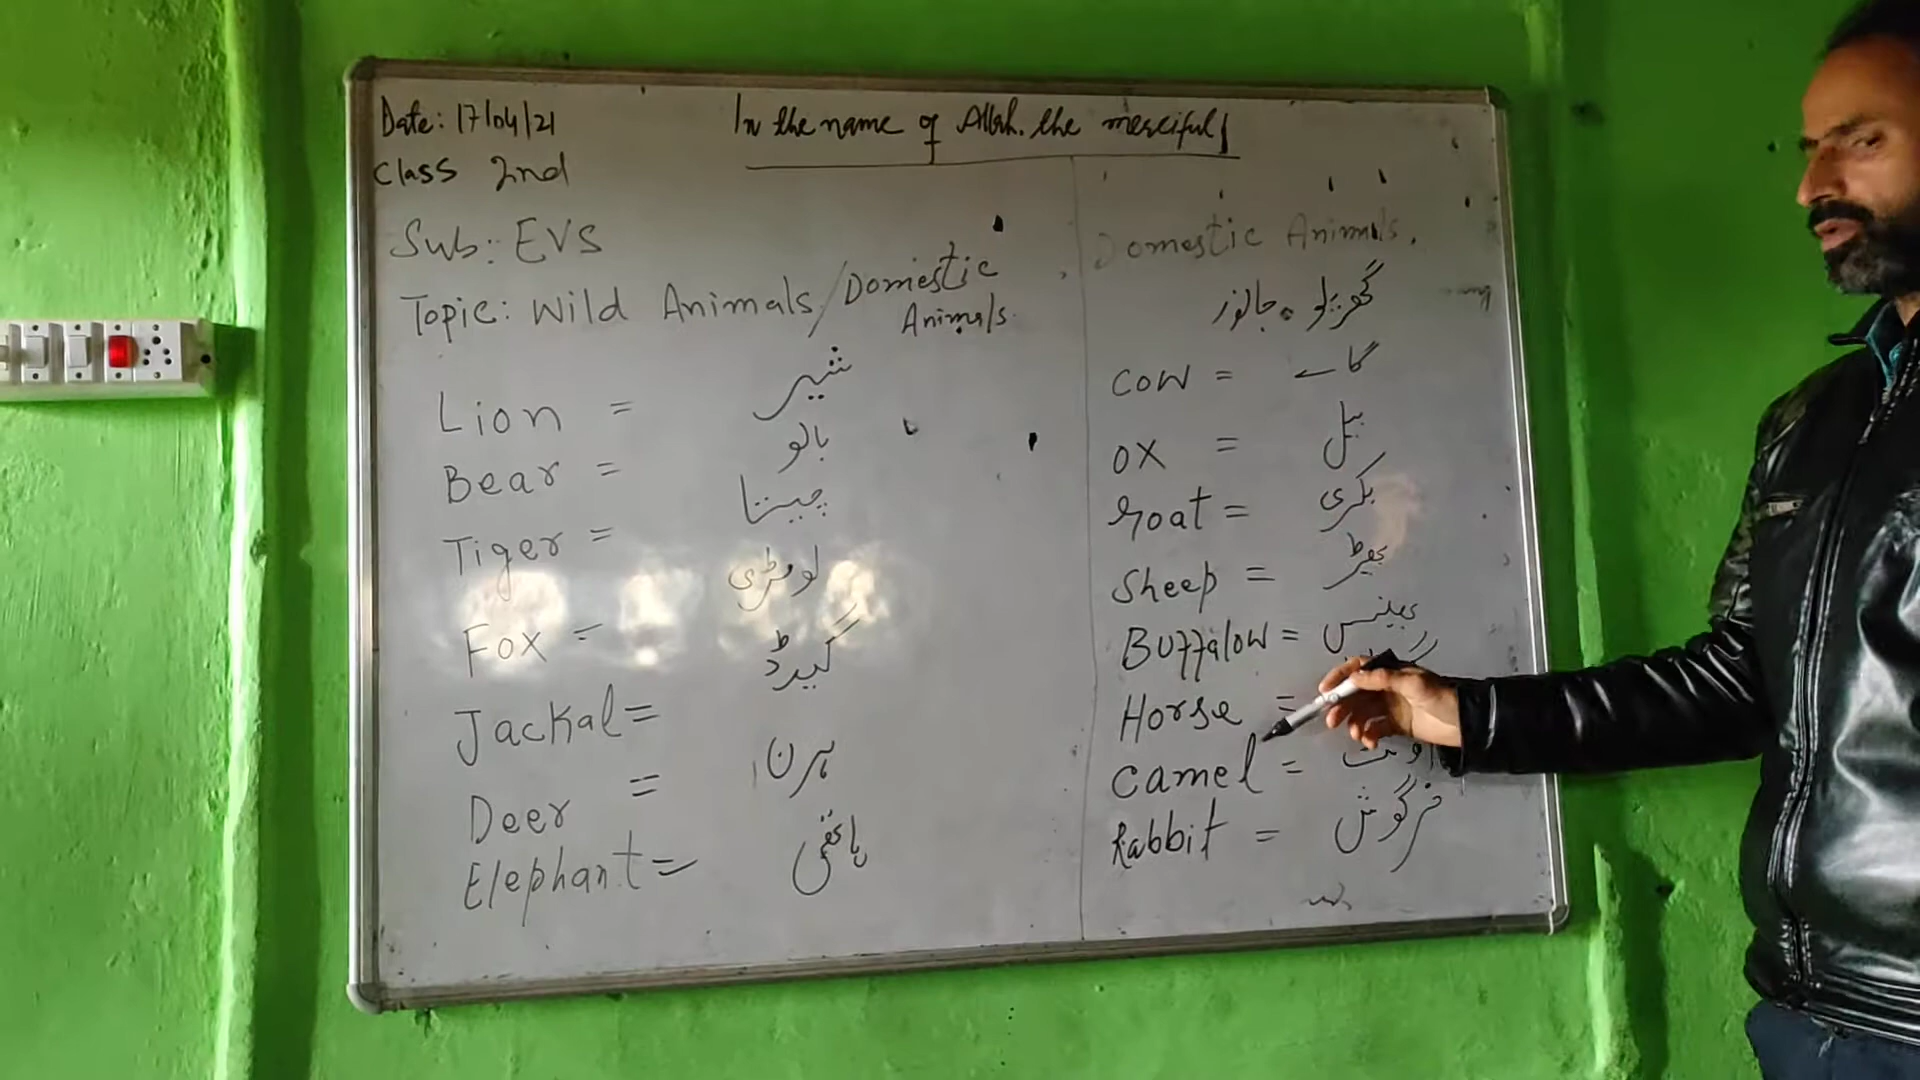 Date: 17/04/21
In the name of Allah. the merciful
Class 2nd
Sub: EVS
Topic: Wild Animals/Domestic
Animals.
Lion = شیر
Bear = بالو
Tiger = چیتا
Fox = لومڑی
Jackal = گیدڑ
Deer = ہرن
Elephant = ہاتھی
Domestic Animals.
گھریلو جانور
COW = گائے
OX = بیل
Goat = بکری
Sheep = بھیڑ
Buffalow = بھینس
Horse =
Camel = اونٹ
Rabbit = خرگوش